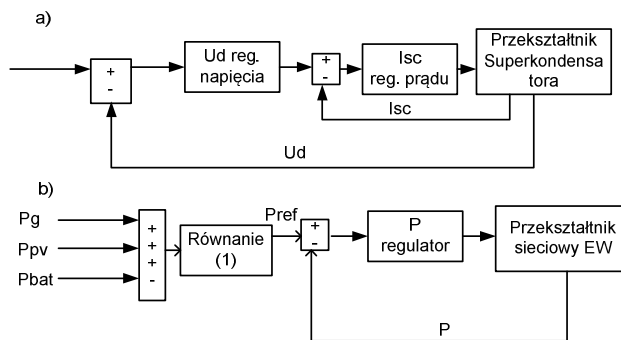 a)
+
-
Ud reg.
napięcia
+
-
Isc
reg. prądu
Przekształtnik
Superkondensa
tora
Isc
Ud
b)
Pg
Ppv
Pbat
+
+
+
-
Równanie
(1)
Pref
+
-
P
regulator
Przekształtnik
sieciowy EW
P